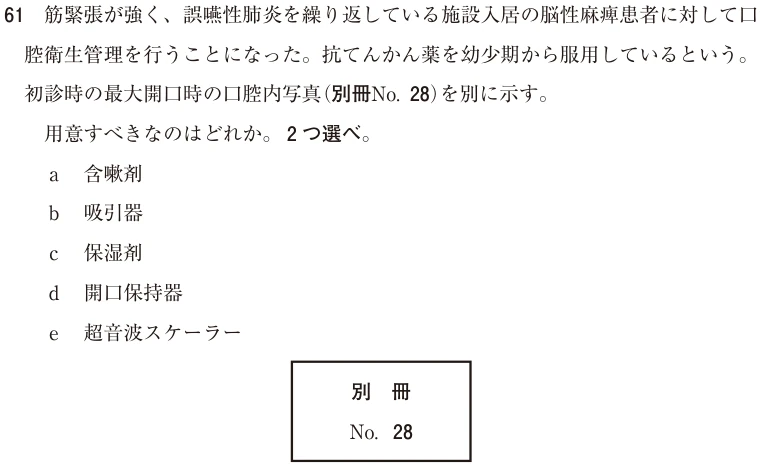 61 筋緊張が強く、誤嚥性肺炎を繰り返している施設入居の脳性麻痺患者に対して口
腔衛生管理を行うことになった。抗てんかん薬を幼少期から服用しているという。
初診時の最大開口時の口腔内写真(別冊No. 28)を別に示す。
用意すべきなのはどれか。2つ選べ。
a 含嗽剤
b 吸引器
c 保湿剤
d 開口保持器
e 超音波スケーラー
別 冊
No. 28